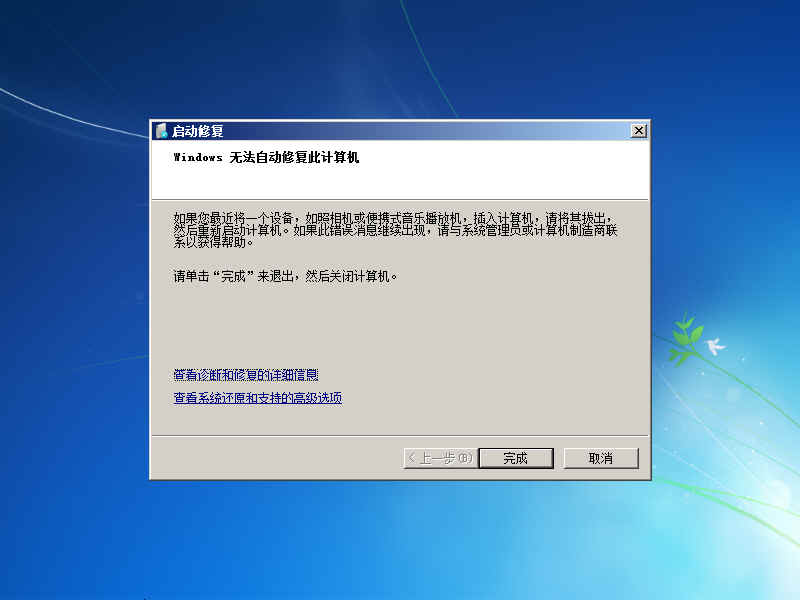 启动修复
Windows 无法自动修复此计算机
如果您最近将一个设备，如照相机或便携式音乐播放机，插入计算机，请将其拔出，
然后重新启动计算机。如果此错误消息继续出现，请与系统管理员或计算机制造商联
系以获得帮助。
请单击“完成”来退出，然后关闭计算机。
查看诊断和修复的详细信息
查看系统还原和支持的高级选项
< 上一步(B) 完成 取消